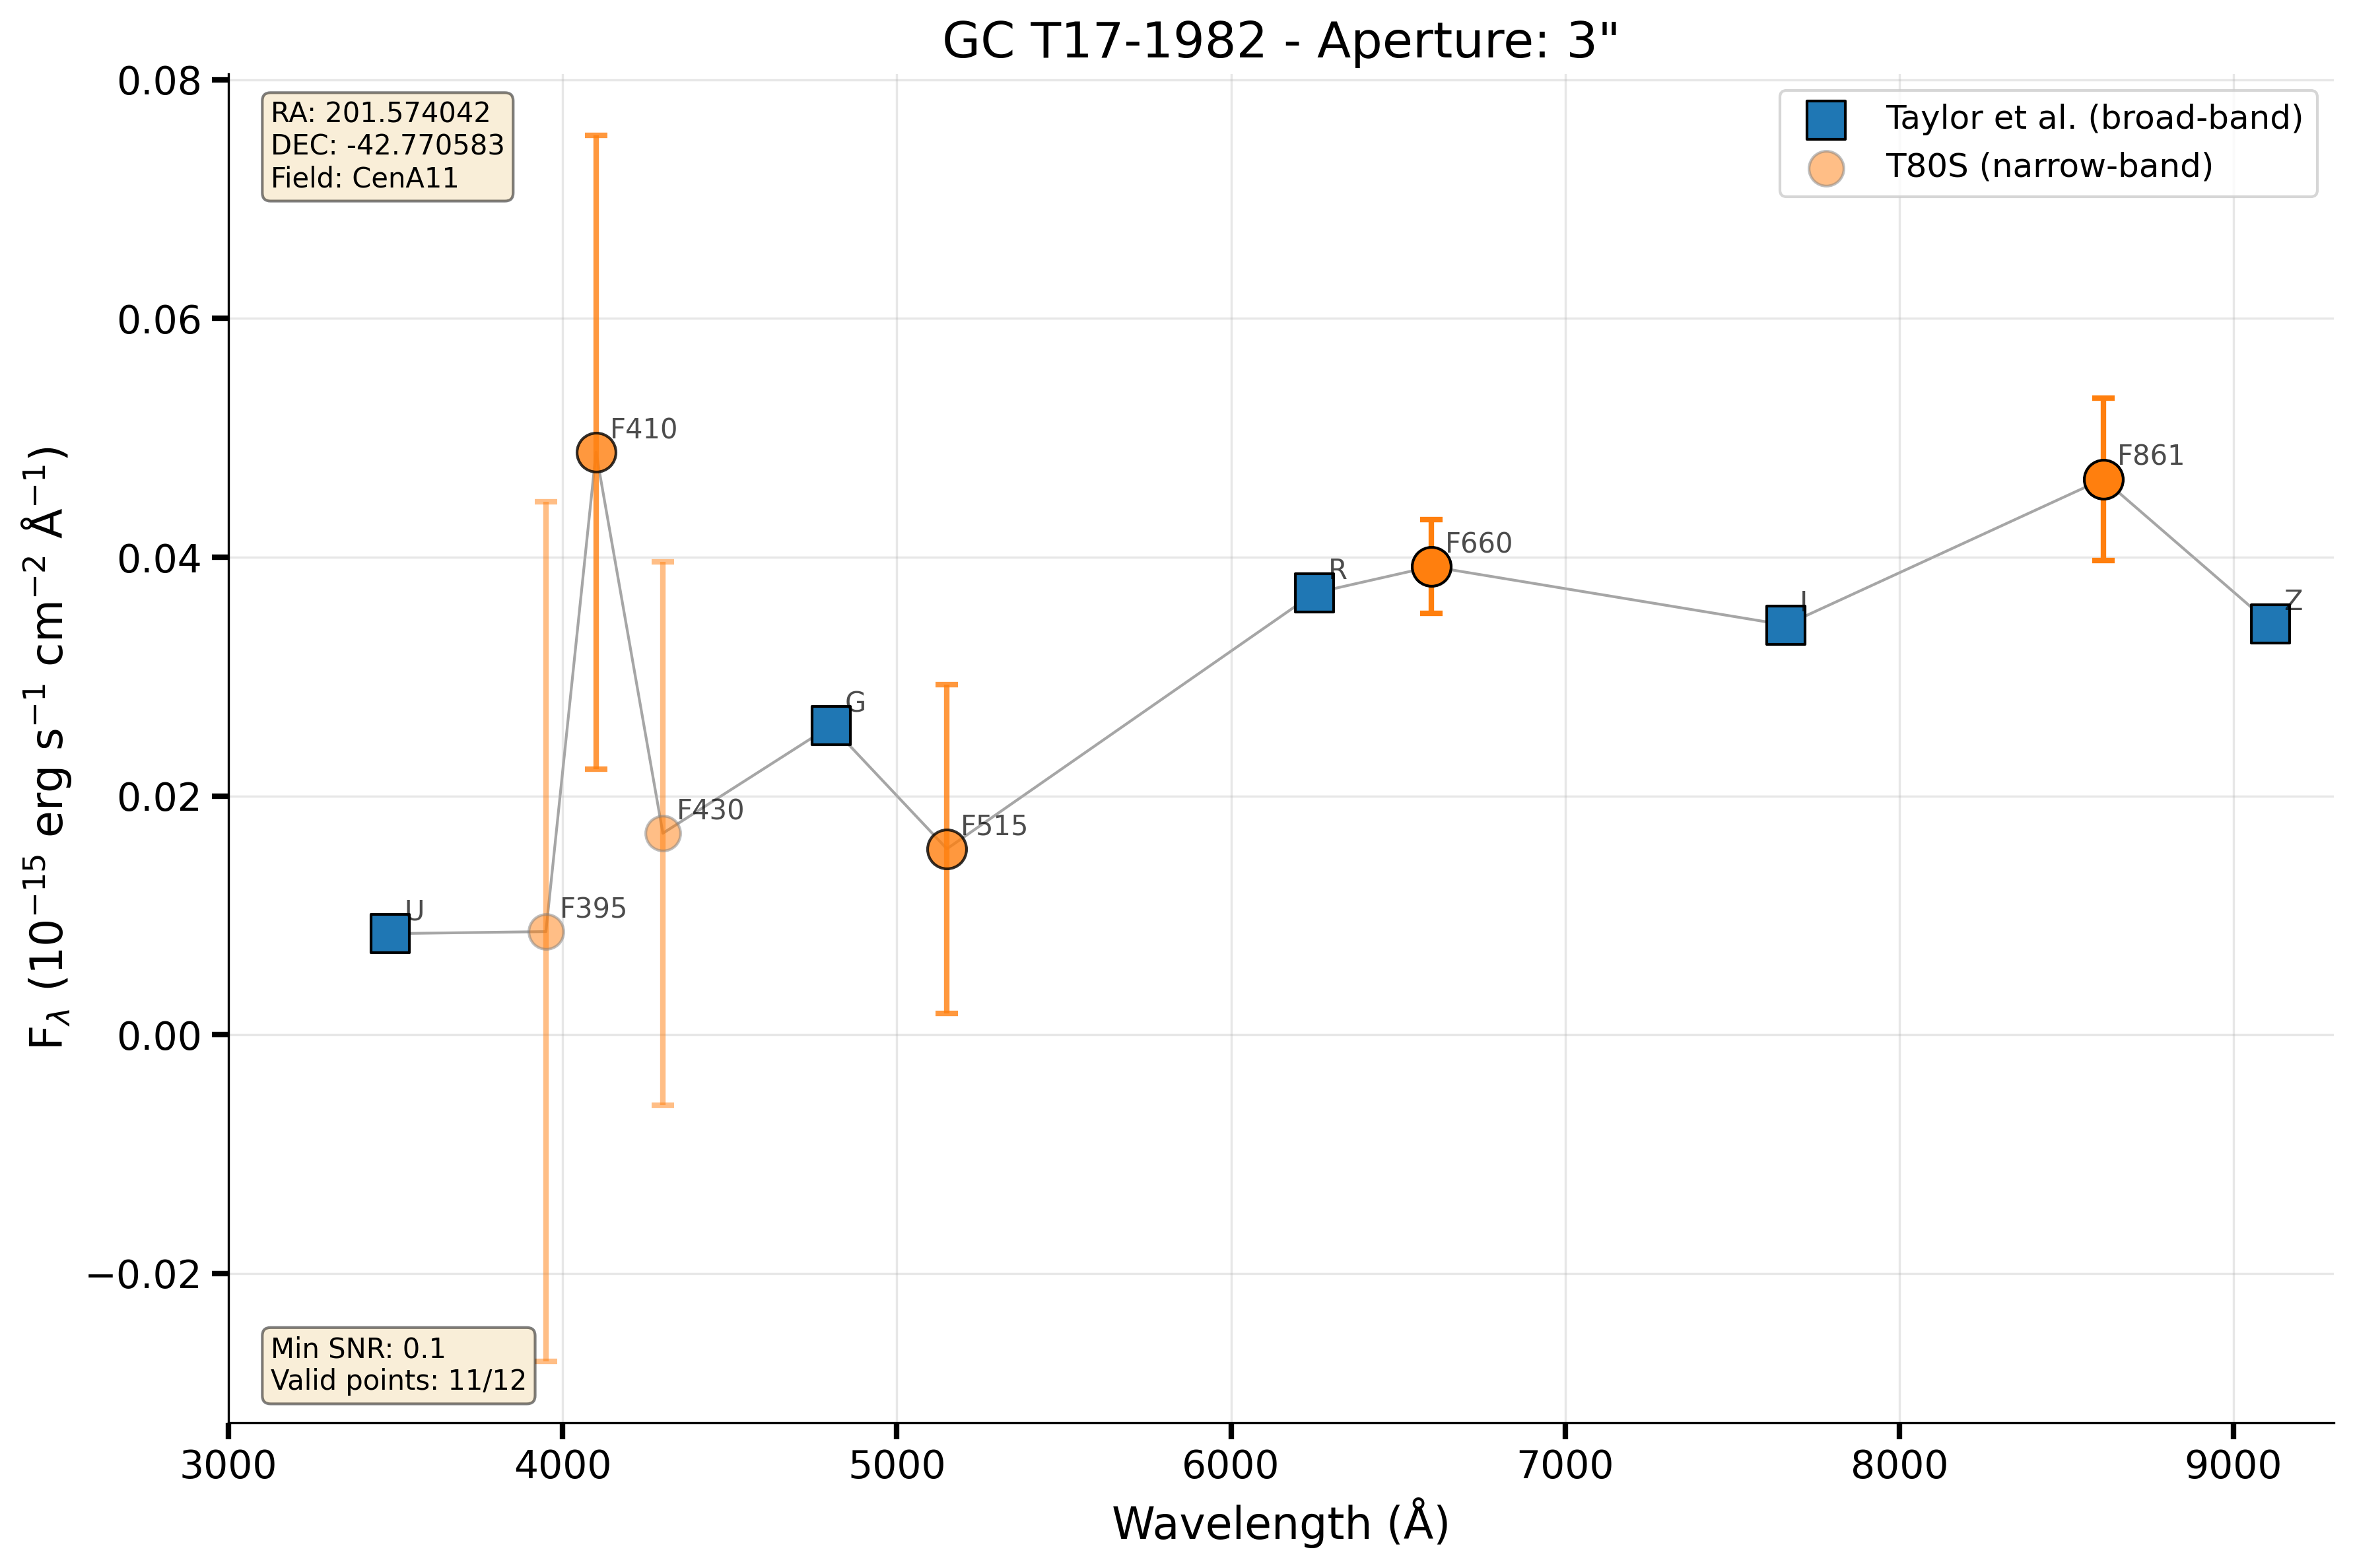 GC T17-1982 - Aperture: 3"
RA: 201.574042
DEC: -42.770583
Field: CenA11
Taylor et al. (broad-band)
T80S (narrow-band)
0.08
0.06
0.04
0.02
0.00
−0.02
F_λ (10⁻¹⁵ erg s⁻¹ cm⁻² Å⁻¹)
U
F395
F410
F430
G
F515
R
F660
I
F861
Z
Min SNR: 0.1
Valid points: 11/12
3000 4000 5000 6000 7000 8000 9000
Wavelength (Å)